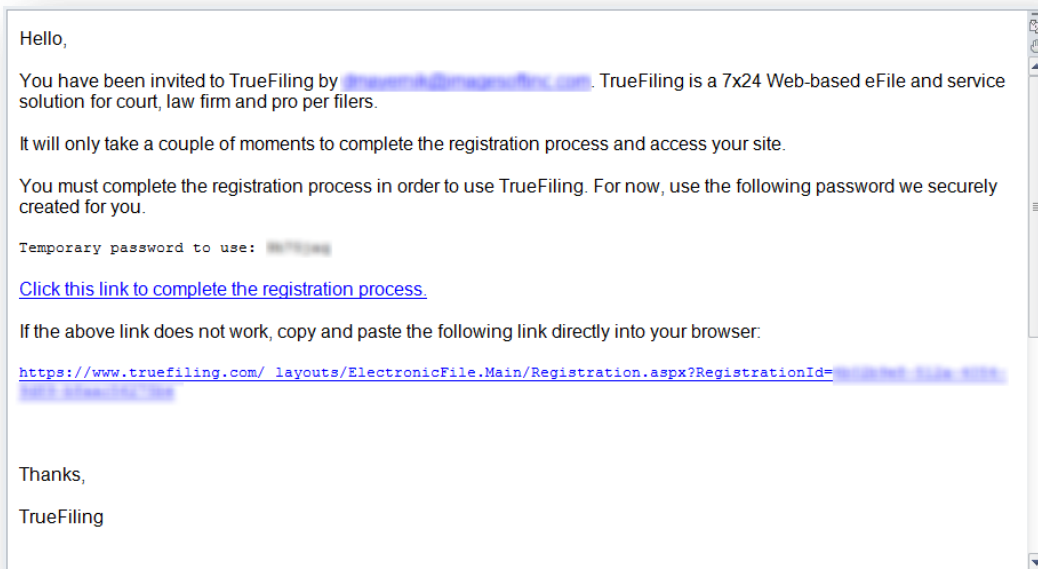 Hello,
You have been invited to TrueFiling by . TrueFiling is a 7x24 Web-based eFile and service
solution for court, law firm and pro per filers.
It will only take a couple of moments to complete the registration process and access your site.
You must complete the registration process in order to use TrueFiling. For now, use the following password we securely
created for you.
Temporary password to use:
Click this link to complete the registration process.
If the above link does not work, copy and paste the following link directly into your browser:
https://www.truefiling.com/_layouts/ElectronicFile.Main/Registration.aspx?RegistrationId=
Thanks,
TrueFiling